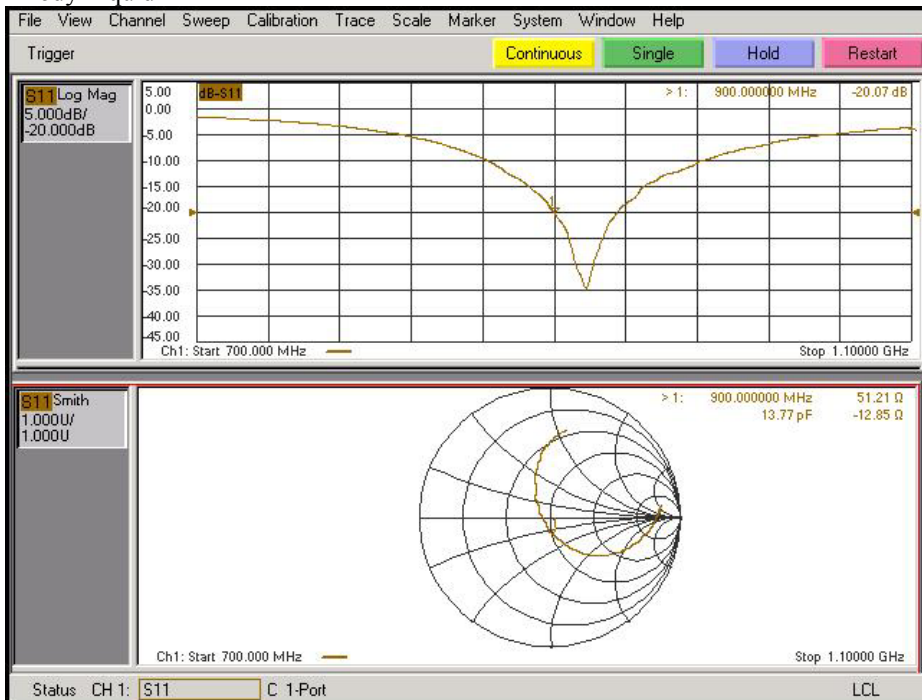 File View Channel Sweep Calibration Trace Scale Marker System Window Help
Trigger Continuous Single Hold Restart
S11 Log Mag
5.000dB/
-20.000dB
dB-S11
> 1: 900.000000 MHz -20.07 dB
5.00
0.00
-5.00
-10.00
-15.00
-20.00
-25.00
-30.00
-35.00
-40.00
-45.00
1
Ch1: Start 700.000 MHz Stop 1.10000 GHz
S11 Smith
1.000U/
1.000U
> 1: 900.000000 MHz 51.21 Ω
13.77 pF -12.85 Ω
Ch1: Start 700.000 MHz Stop 1.10000 GHz
Status CH 1: S11 C 1-Port LCL